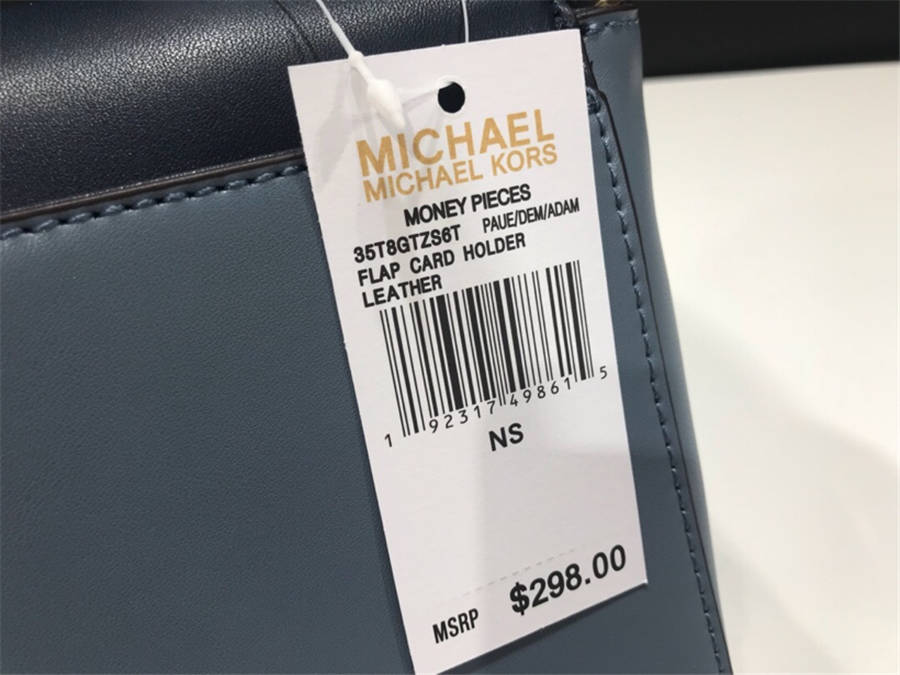 MICHAEL
MICHAEL KORS
MONEY PIECES
35T8GTZS6T PAUE/DEM/ADAM
FLAP CARD HOLDER
LEATHER
1 92317 49861 5
NS
MSRP $298.00